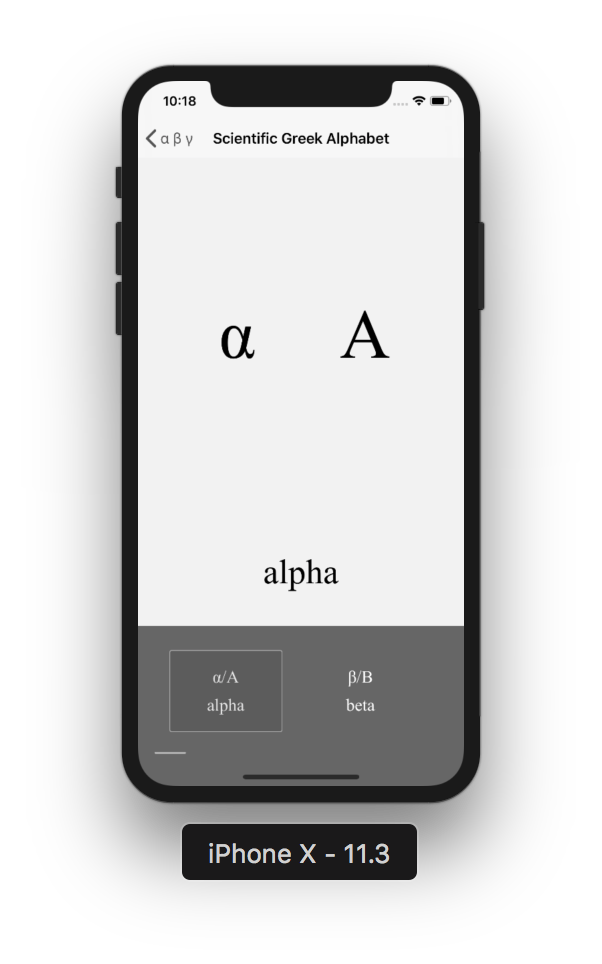 10:18
α β γ Scientific Greek Alphabet
α A
alpha
α/A β/B
alpha beta
iPhone X - 11.3